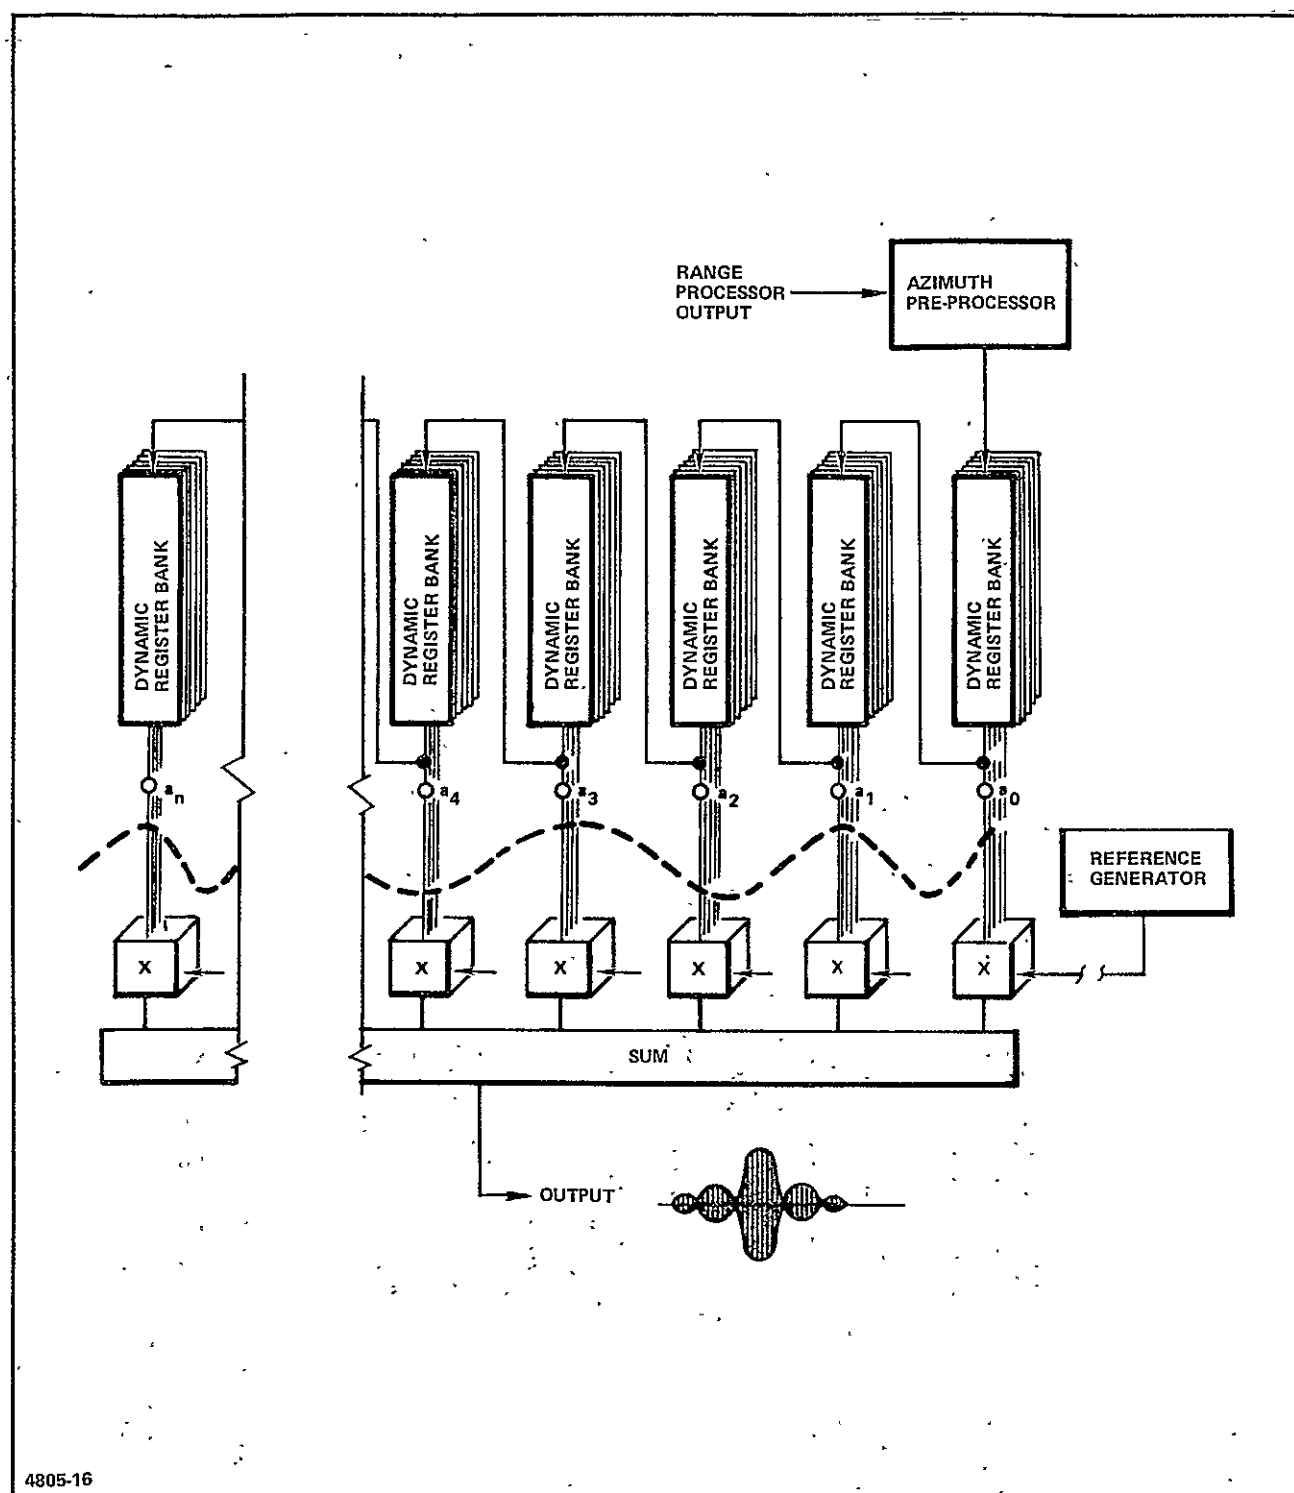 RANGE
PROCESSOR
OUTPUT
AZIMUTH
PRE-PROCESSOR
DYNAMIC
REGISTER BANK
DYNAMIC
REGISTER BANK
DYNAMIC
REGISTER BANK
DYNAMIC
REGISTER BANK
DYNAMIC
REGISTER BANK
DYNAMIC
REGISTER BANK
an
a4
a3
a2
a1
a0
REFERENCE
GENERATOR
X
X
X
X
X
X
SUM
OUTPUT
4805-16